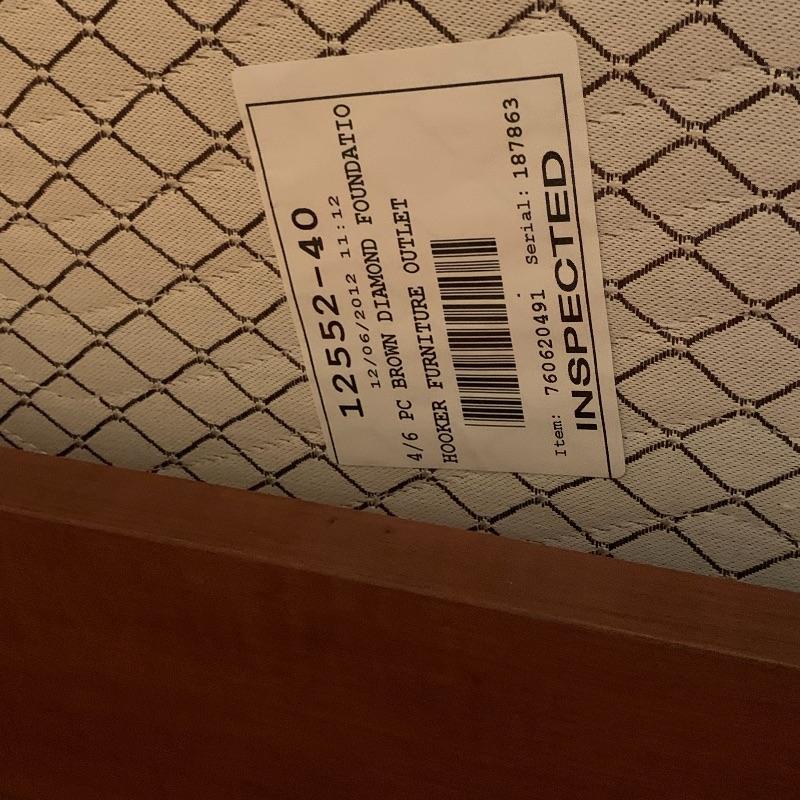 12552-40
12/06/2012 11:12
4/6 PC BROWN DIAMOND FOUNDATIO
HOOKER FURNITURE OUTLET
Item: 760620491 Serial: 187863
INSPECTED